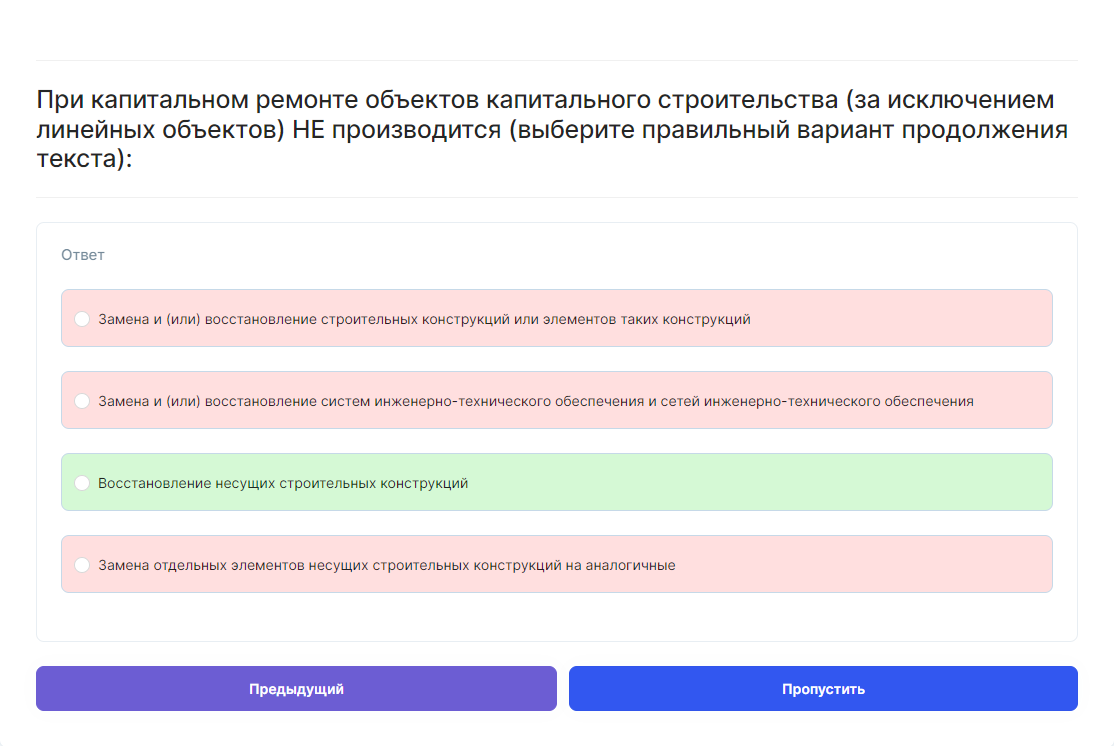 При капитальном ремонте объектов капитального строительства (за исключением
линейных объектов) НЕ производится (выберите правильный вариант продолжения
текста):
Ответ
Замена и (или) восстановление строительных конструкций или элементов таких конструкций
Замена и (или) восстановление систем инженерно-технического обеспечения и сетей инженерно-технического обеспечения
Восстановление несущих строительных конструкций
Замена отдельных элементов несущих строительных конструкций на аналогичные
Предыдущий
Пропустить